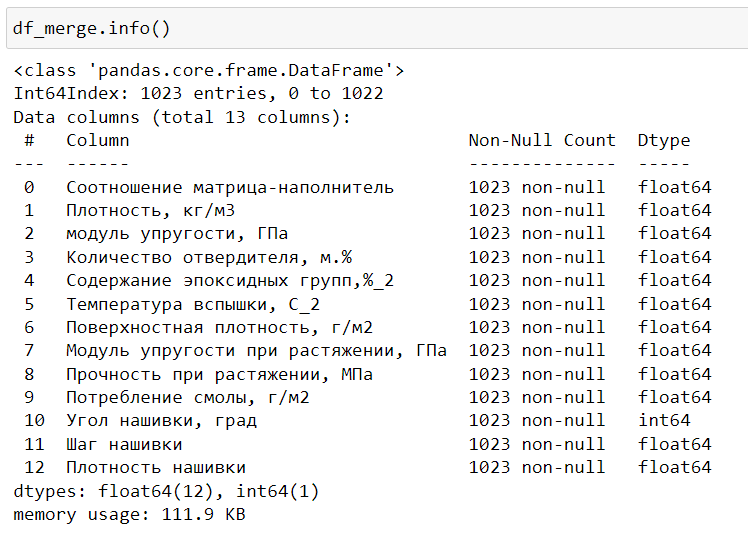 df_merge.info()
<class 'pandas.core.frame.DataFrame'>
Int64Index: 1023 entries, 0 to 1022
Data columns (total 13 columns):
 #   Column                                Non-Null Count  Dtype
---  ------                                --------------  -----
 0   Соотношение матрица-наполнитель       1023 non-null   float64
 1   Плотность, кг/м3                      1023 non-null   float64
 2   модуль упругости, ГПа                 1023 non-null   float64
 3   Количество отвердителя, м.%           1023 non-null   float64
 4   Содержание эпоксидных групп,%_2       1023 non-null   float64
 5   Температура вспышки, С_2              1023 non-null   float64
 6   Поверхностная плотность, г/м2         1023 non-null   float64
 7   Модуль упругости при растяжении, ГПа  1023 non-null   float64
 8   Прочность при растяжении, МПа         1023 non-null   float64
 9   Потребление смолы, г/м2               1023 non-null   float64
 10  Угол нашивки, град                    1023 non-null   int64
 11  Шаг нашивки                           1023 non-null   float64
 12  Плотность нашивки                     1023 non-null   float64
dtypes: float64(12), int64(1)
memory usage: 111.9 KB